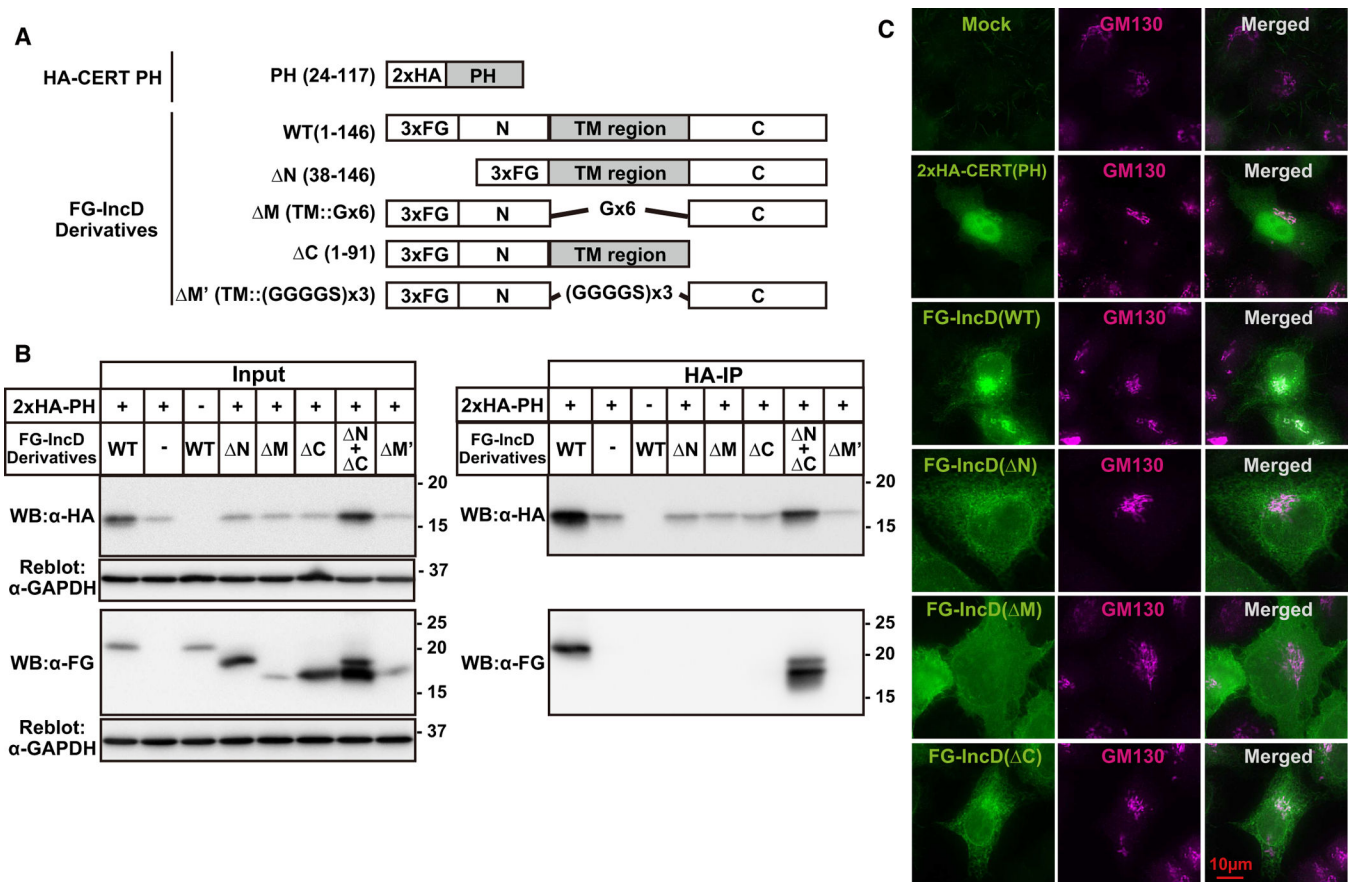 A
HA-CERT PH
PH (24-117)
2xHA PH
FG-IncD
Derivatives
WT(1-146)
3xFG N TM region C
ΔN (38-146)
3xFG TM region C
ΔM (TM::Gx6)
3xFG N Gx6 C
ΔC (1-91)
3xFG N TM region
ΔM’ (TM::(GGGGS)x3)
3xFG N (GGGGS)x3 C
B
Input
2xHA-PH + + - + + + + +
FG-IncD
Derivatives
WT - WT ΔN ΔM ΔC ΔN + ΔC ΔM’
WB:α-HA
- 20
- 15
Reblot:
α-GAPDH
- 37
WB:α-FG
- 25
- 20
- 15
Reblot:
α-GAPDH
- 37
HA-IP
2xHA-PH + + - + + + + +
FG-IncD
Derivatives
WT - WT ΔN ΔM ΔC ΔN + ΔC ΔM’
WB:α-HA
- 20
- 15
WB:α-FG
- 25
- 20
- 15
C
Mock GM130 Merged
2xHA-CERT(PH) GM130 Merged
FG-IncD(WT) GM130 Merged
FG-IncD(ΔN) GM130 Merged
FG-IncD(ΔM) GM130 Merged
FG-IncD(ΔC) GM130 Merged
10μm